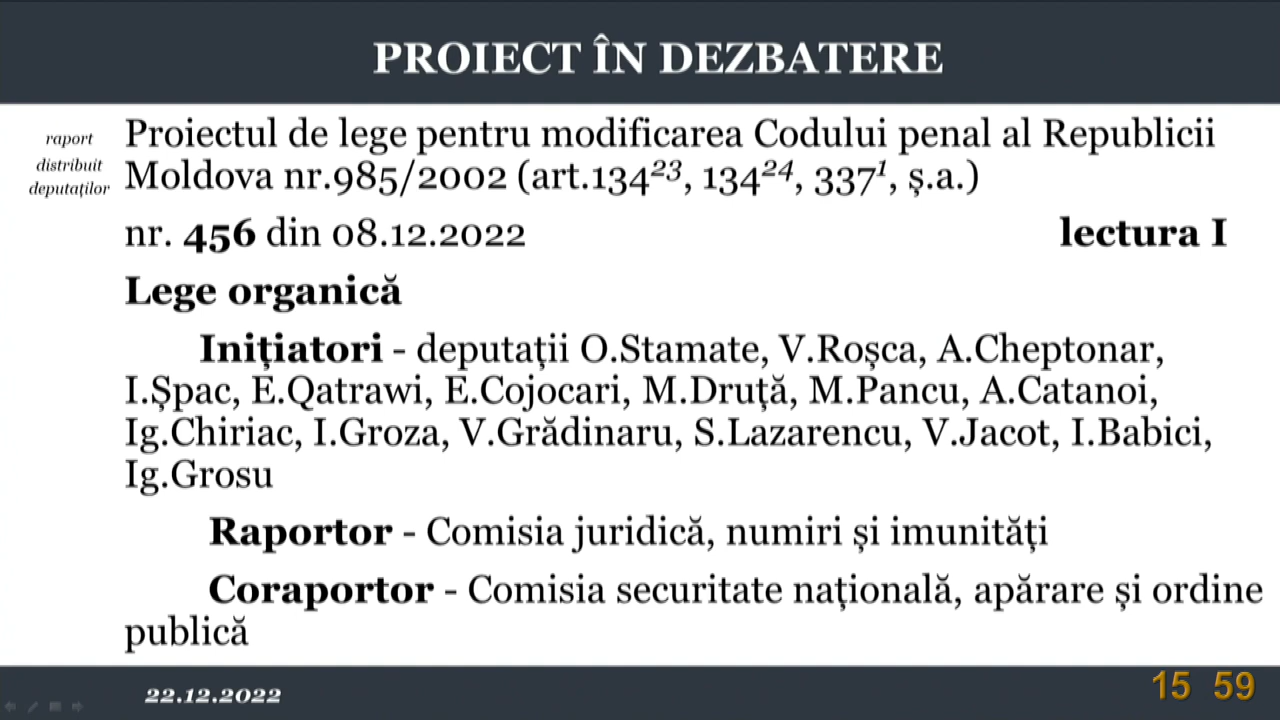 PROIECT ÎN DEZBATERE
raport
distribuit
deputaților
Proiectul de lege pentru modificarea Codului penal al Republicii
Moldova nr.985/2002 (art.134²³, 134²⁴, 337¹, ș.a.)
nr. 456 din 08.12.2022 lectura I
Lege organică
Inițiatori - deputații O.Stamate, V.Roșca, A.Cheptonar,
I.Șpac, E.Qatrawi, E.Cojocari, M.Druță, M.Pancu, A.Catanoi,
Ig.Chiriac, I.Groza, V.Grădinaru, S.Lazarencu, V.Jacot, I.Babici,
Ig.Grosu
Raportor - Comisia juridică, numiri și imunități
Coraportor - Comisia securitate națională, apărare și ordine
publică
22.12.2022
15 59